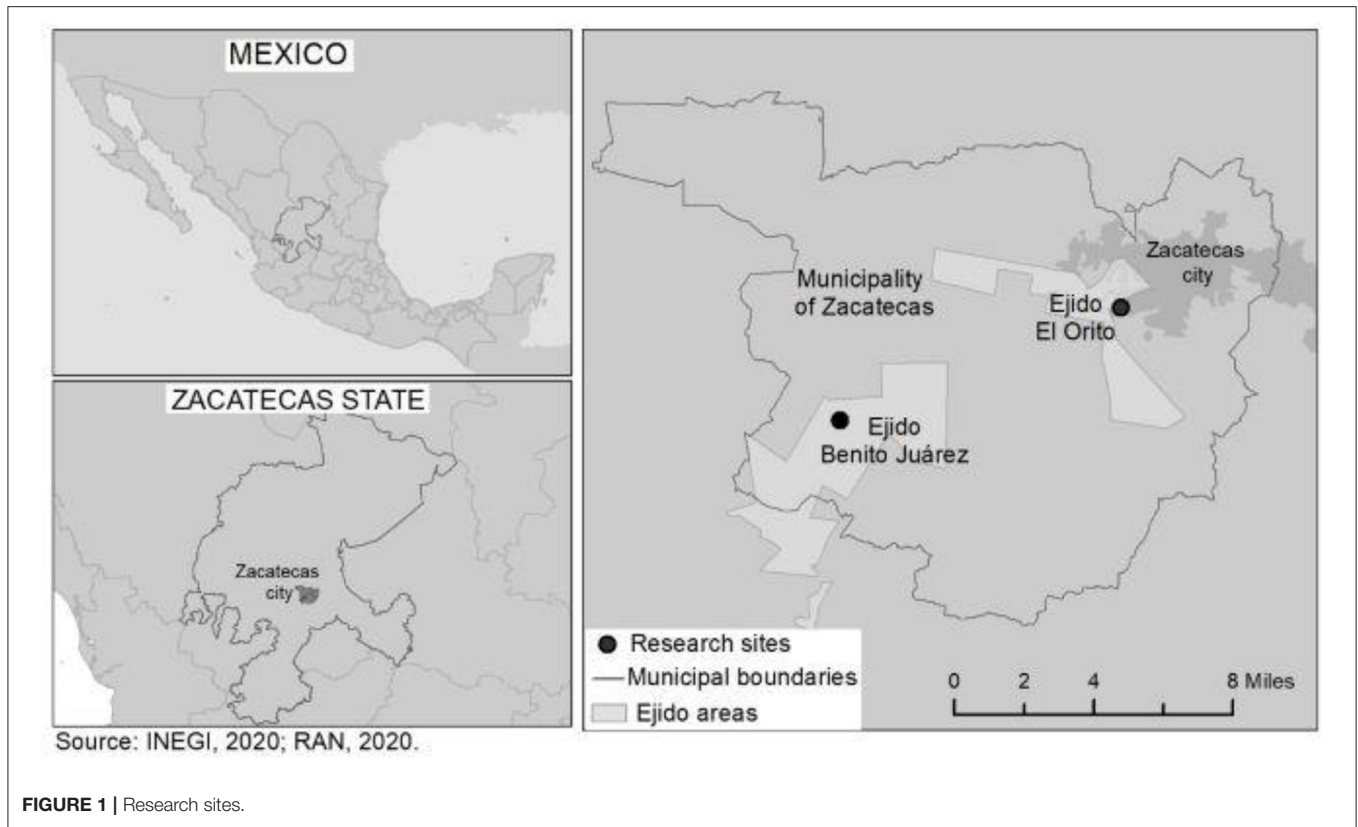 MEXICO
ZACATECAS STATE
Zacatecas
city
Source: INEGI, 2020; RAN, 2020.
Municipality
of Zacatecas
Zacatecas
city
Ejido
El Orito
Ejido
Benito Juárez
Research sites
Municipal boundaries
Ejido areas
0 2 4 8 Miles
FIGURE 1 | Research sites.